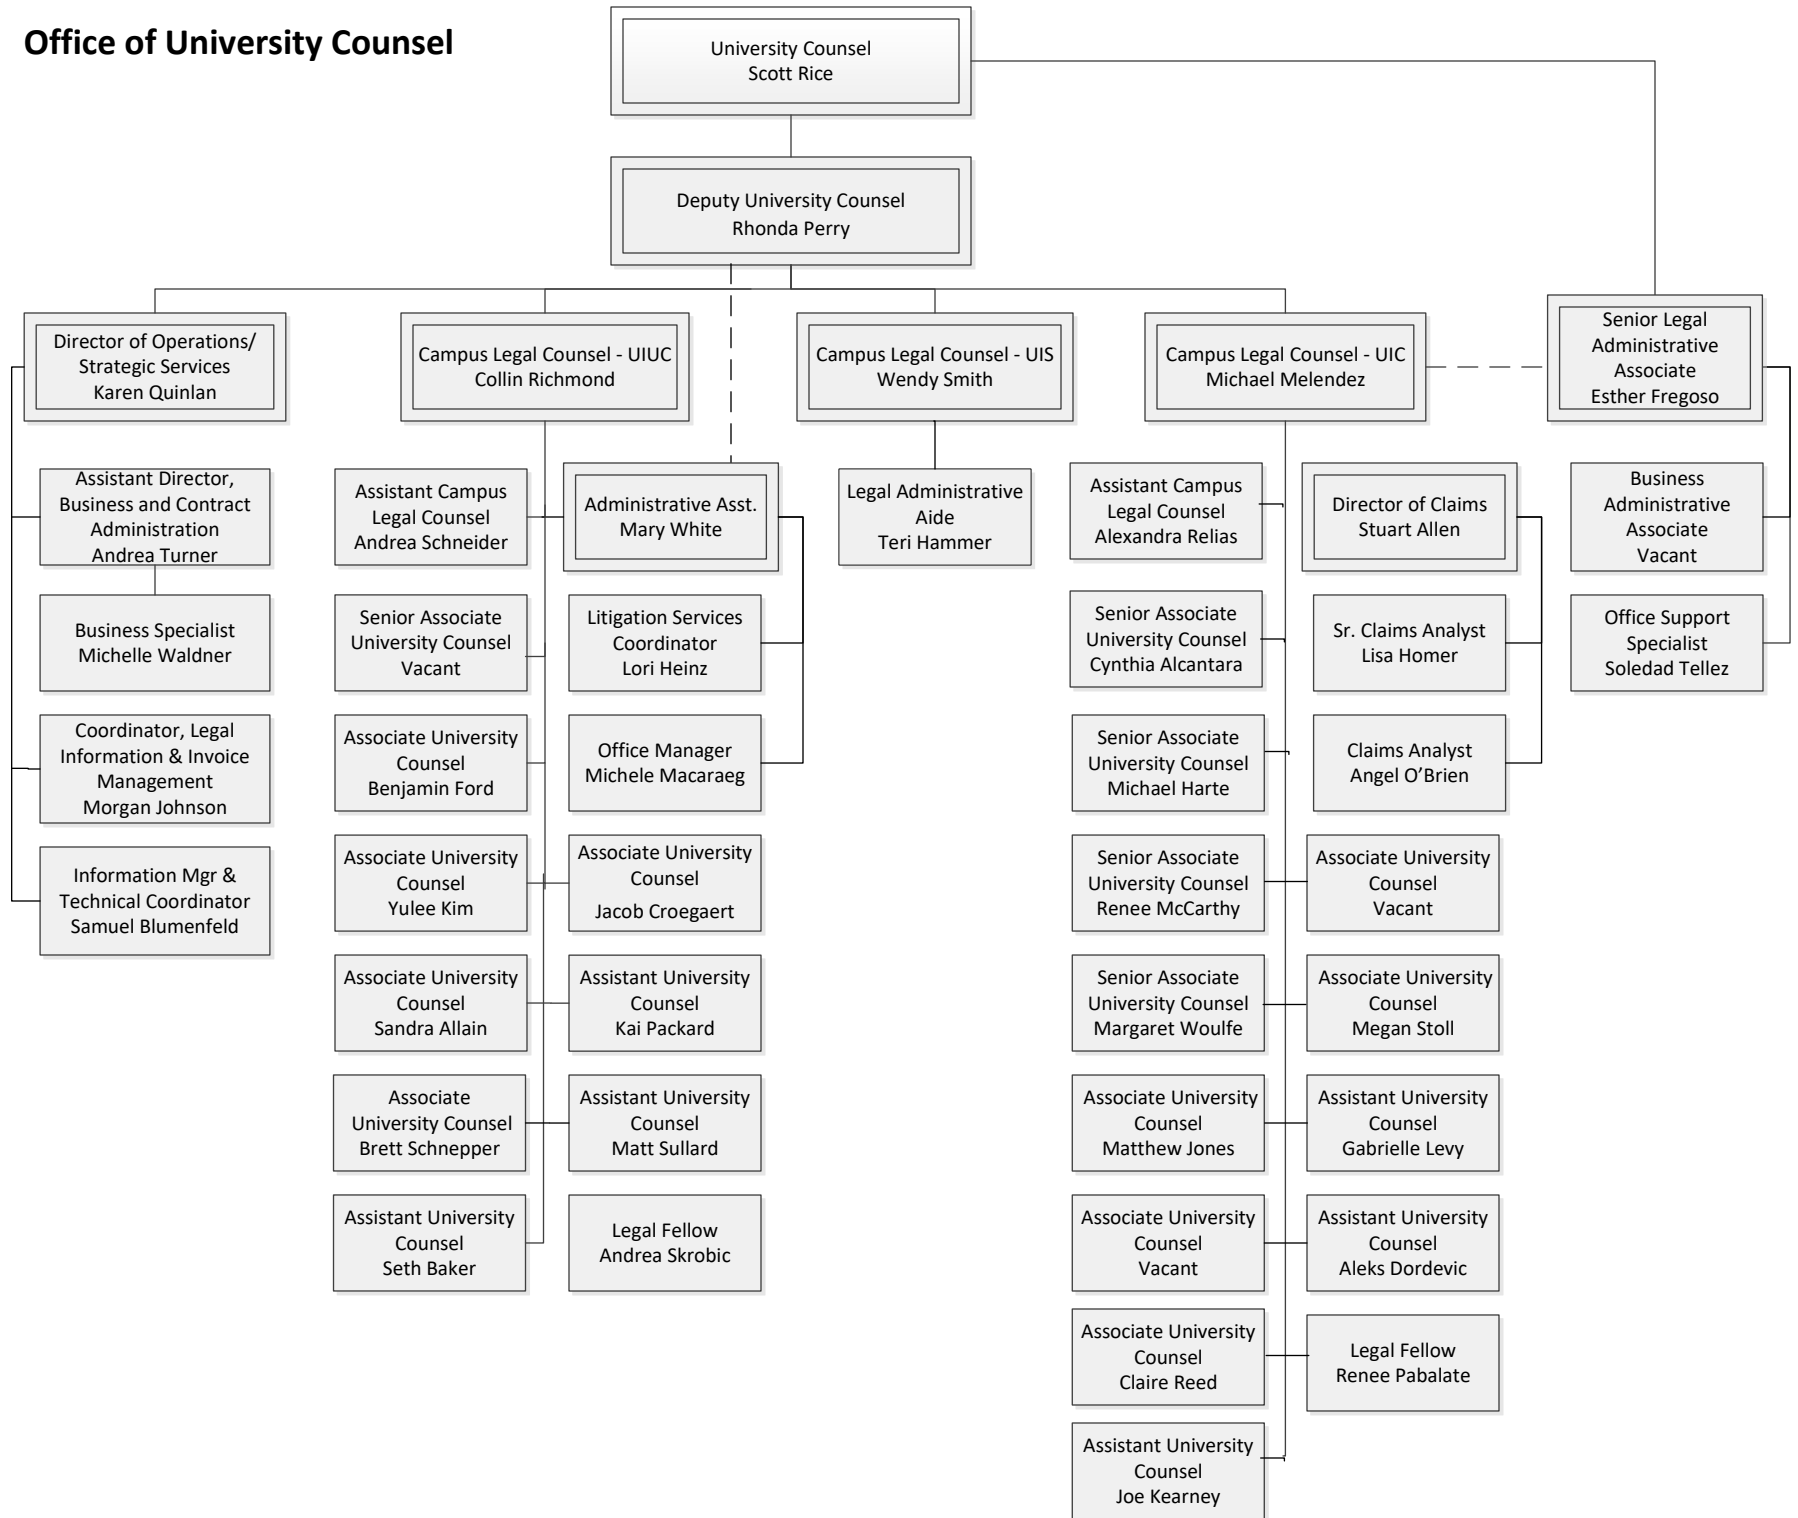 Office of University Counsel
University Counsel
Scott Rice
Deputy University Counsel
Rhonda Perry
Director of Operations/
Strategic Services
Karen Quinlan
Campus Legal Counsel - UIUC
Collin Richmond
Campus Legal Counsel - UIS
Wendy Smith
Campus Legal Counsel - UIC
Michael Melendez
Senior Legal
Administrative
Associate
Esther Fregoso
Assistant Director,
Business and Contract
Administration
Andrea Turner
Business Specialist
Michelle Waldner
Coordinator, Legal
Information & Invoice
Management
Morgan Johnson
Information Mgr &
Technical Coordinator
Samuel Blumenfeld
Assistant Campus
Legal Counsel
Andrea Schneider
Administrative Asst.
Mary White
Senior Associate
University Counsel
Vacant
Litigation Services
Coordinator
Lori Heinz
Associate University
Counsel
Benjamin Ford
Office Manager
Michele Macaraeg
Associate University
Counsel
Yulee Kim
Associate University
Counsel
Jacob Croegaert
Associate University
Counsel
Sandra Allain
Assistant University
Counsel
Kai Packard
Associate
University Counsel
Brett Schnepper
Assistant University
Counsel
Matt Sullard
Assistant University
Counsel
Seth Baker
Legal Fellow
Andrea Skrobic
Legal Administrative
Aide
Teri Hammer
Assistant Campus
Legal Counsel
Alexandra Relias
Director of Claims
Stuart Allen
Senior Associate
University Counsel
Cynthia Alcantara
Sr. Claims Analyst
Lisa Homer
Senior Associate
University Counsel
Michael Harte
Claims Analyst
Angel O’Brien
Senior Associate
University Counsel
Renee McCarthy
Associate University
Counsel
Vacant
Senior Associate
University Counsel
Margaret Woulfe
Associate University
Counsel
Megan Stoll
Associate University
Counsel
Matthew Jones
Assistant University
Counsel
Gabrielle Levy
Associate University
Counsel
Vacant
Assistant University
Counsel
Aleks Dordevic
Associate University
Counsel
Claire Reed
Legal Fellow
Renee Pabalate
Assistant University
Counsel
Joe Kearney
Business
Administrative
Associate
Vacant
Office Support
Specialist
Soledad Tellez